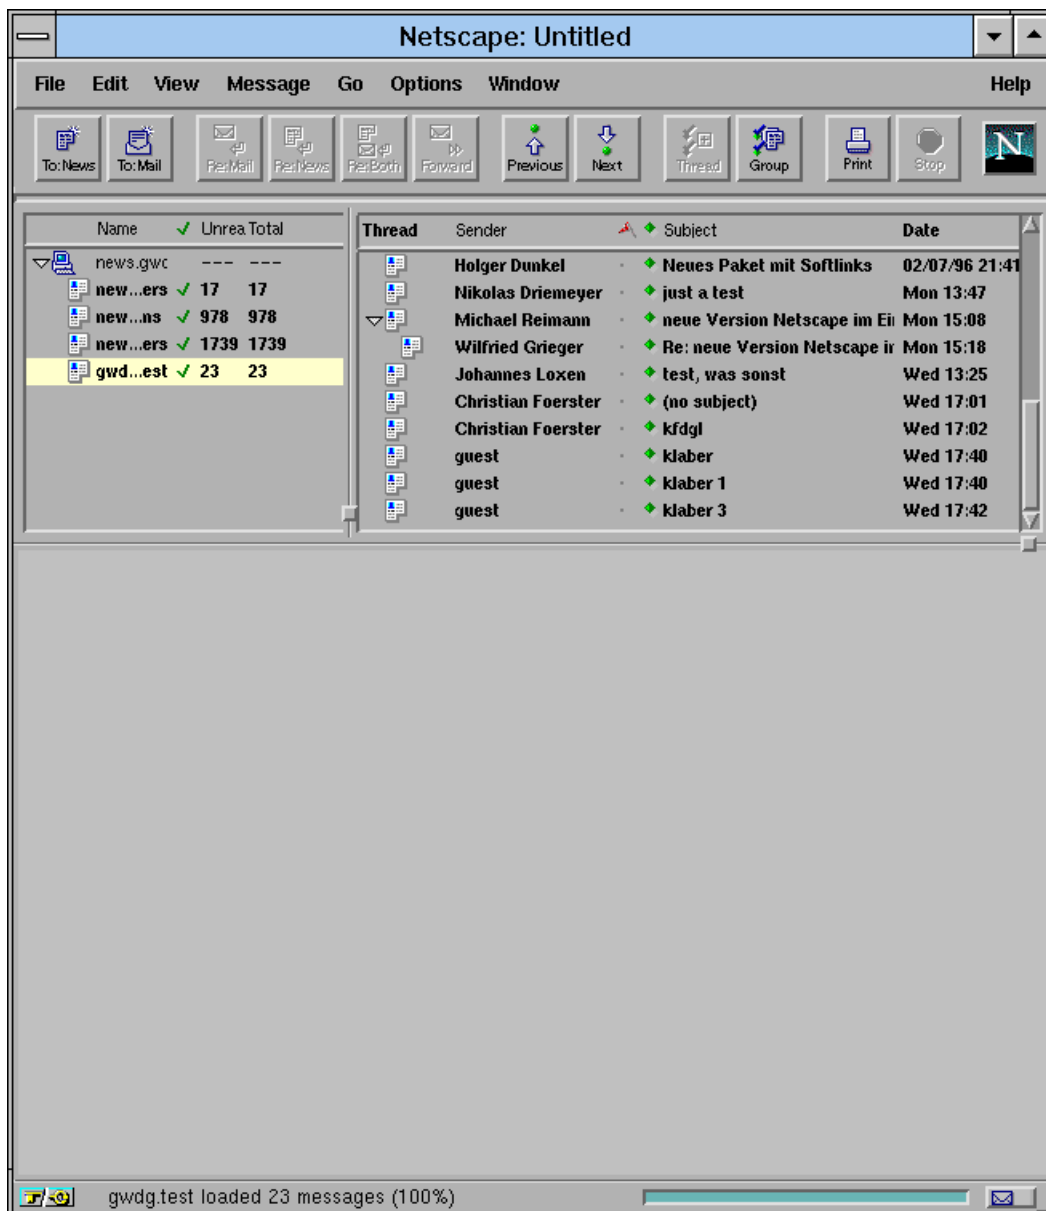 Netscape: Untitled
File Edit View Message Go Options Window Help
To:News To:Mail Re:Mail Re:News Re:Both Forward Previous Next Thread Group Print Stop N
Name Unrea Total
news.gwc --- ---
new...ers 17 17
new...ns 978 978
new...ers 1739 1739
gwd...est 23 23
Thread Sender Subject Date
Holger Dunkel Neues Paket mit Softlinks 02/07/96 21:41
Nikolas Driemeyer just a test Mon 13:47
Michael Reimann neue Version Netscape im Ein Mon 15:08
Wilfried Grieger Re: neue Version Netscape ir Mon 15:18
Johannes Loxen test, was sonst Wed 13:25
Christian Foerster (no subject) Wed 17:01
Christian Foerster kfdgl Wed 17:02
guest klaber Wed 17:40
guest klaber 1 Wed 17:40
guest klaber 3 Wed 17:42
gwdg.test loaded 23 messages (100%)